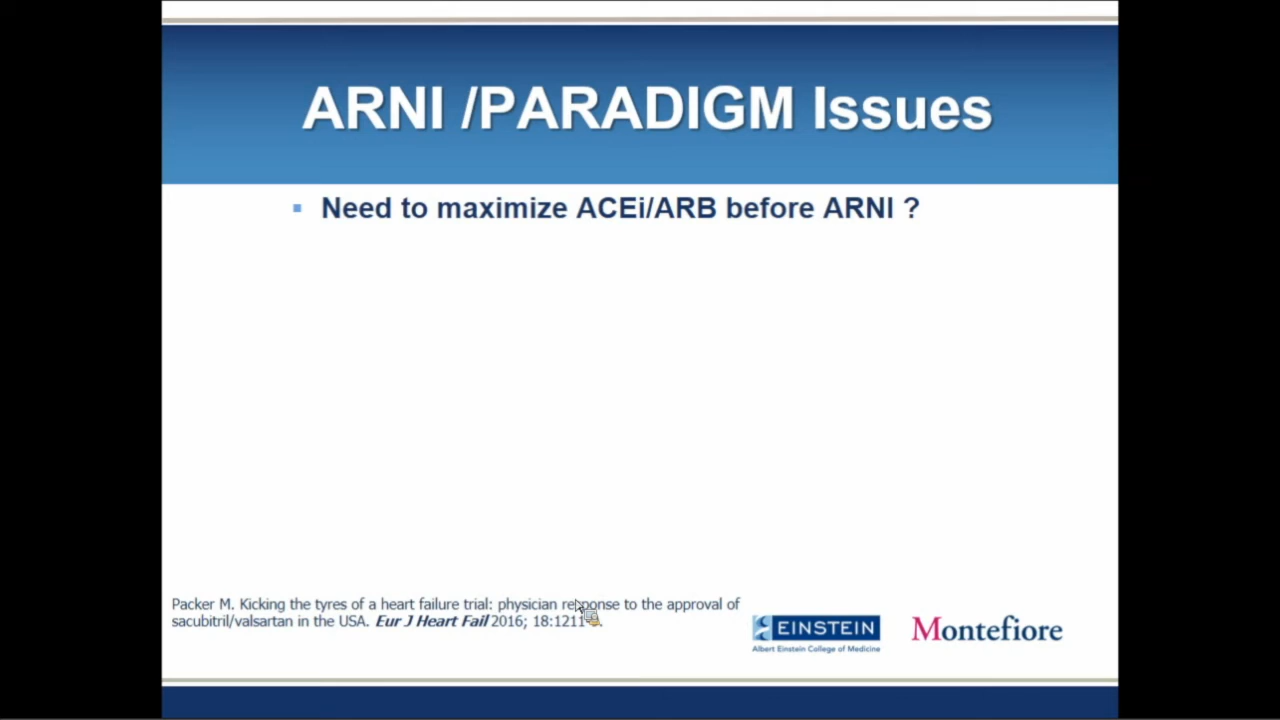 ARNI /PARADIGM Issues
Need to maximize ACEi/ARB before ARNI ?
Packer M. Kicking the tyres of a heart failure trial: physician response to the approval of
sacubitril/valsartan in the USA. Eur J Heart Fail 2016; 18:1211
EINSTEIN
Albert Einstein College of Medicine
Montefiore